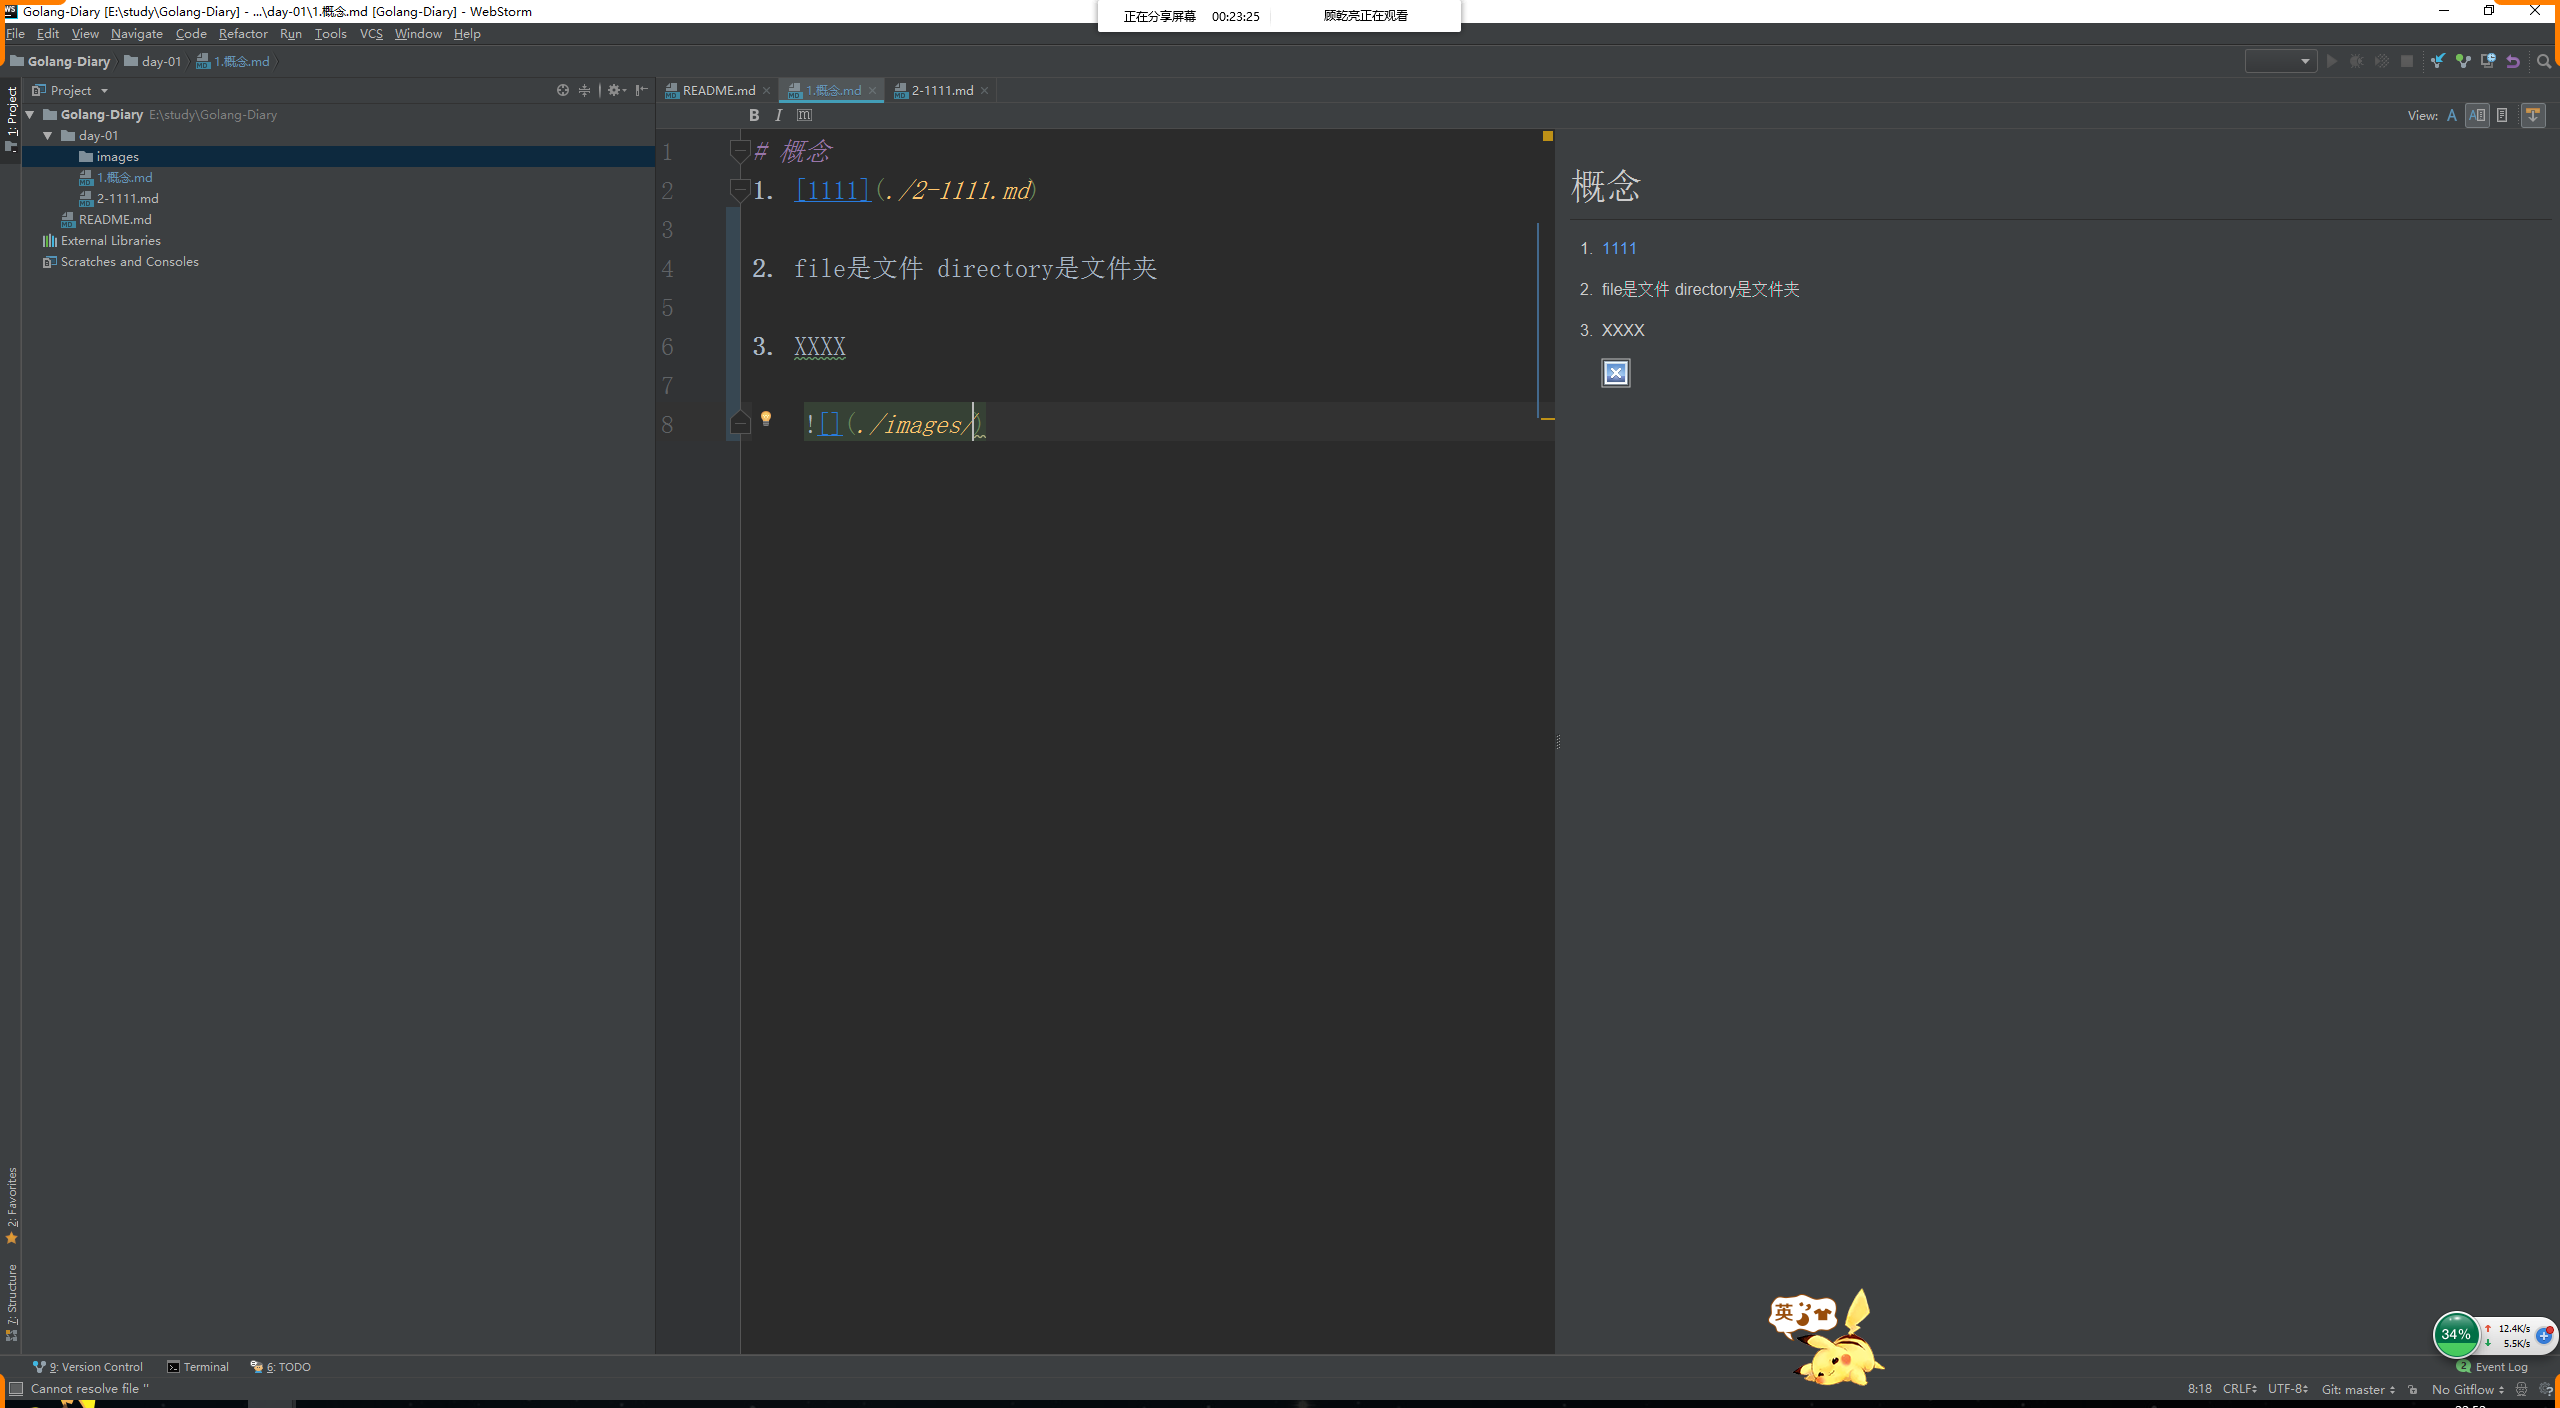 Golang-Diary [E:\study\Golang-Diary] - ...\day-01\1.概念.md [Golang-Diary] - WebStorm
正在分享屏幕 00:23:25 顾乾亮正在观看
File Edit View Navigate Code Refactor Run Tools VCS Window Help
Golang-Diary day-01 1.概念.md
1: Project
Project
README.md 1.概念.md 2-1111.md
B I m
View: A
Golang-Diary E:\study\Golang-Diary
day-01
images
1.概念.md
2-1111.md
README.md
External Libraries
Scratches and Consoles
1 # 概念
2 1. [1111](./2-1111.md)
3
4 2. file是文件 directory是文件夹
5
6 3. XXXX
7
8 ![](./images/)
概念
1. 1111
2. file是文件 directory是文件夹
3. XXXX
2: Favorites
7: Structure
英
34% 12.4K/s
5.5K/s
9: Version Control Terminal 6: TODO
2 Event Log
Cannot resolve file ''
8:18 CRLF UTF-8 Git: master No Gitflow